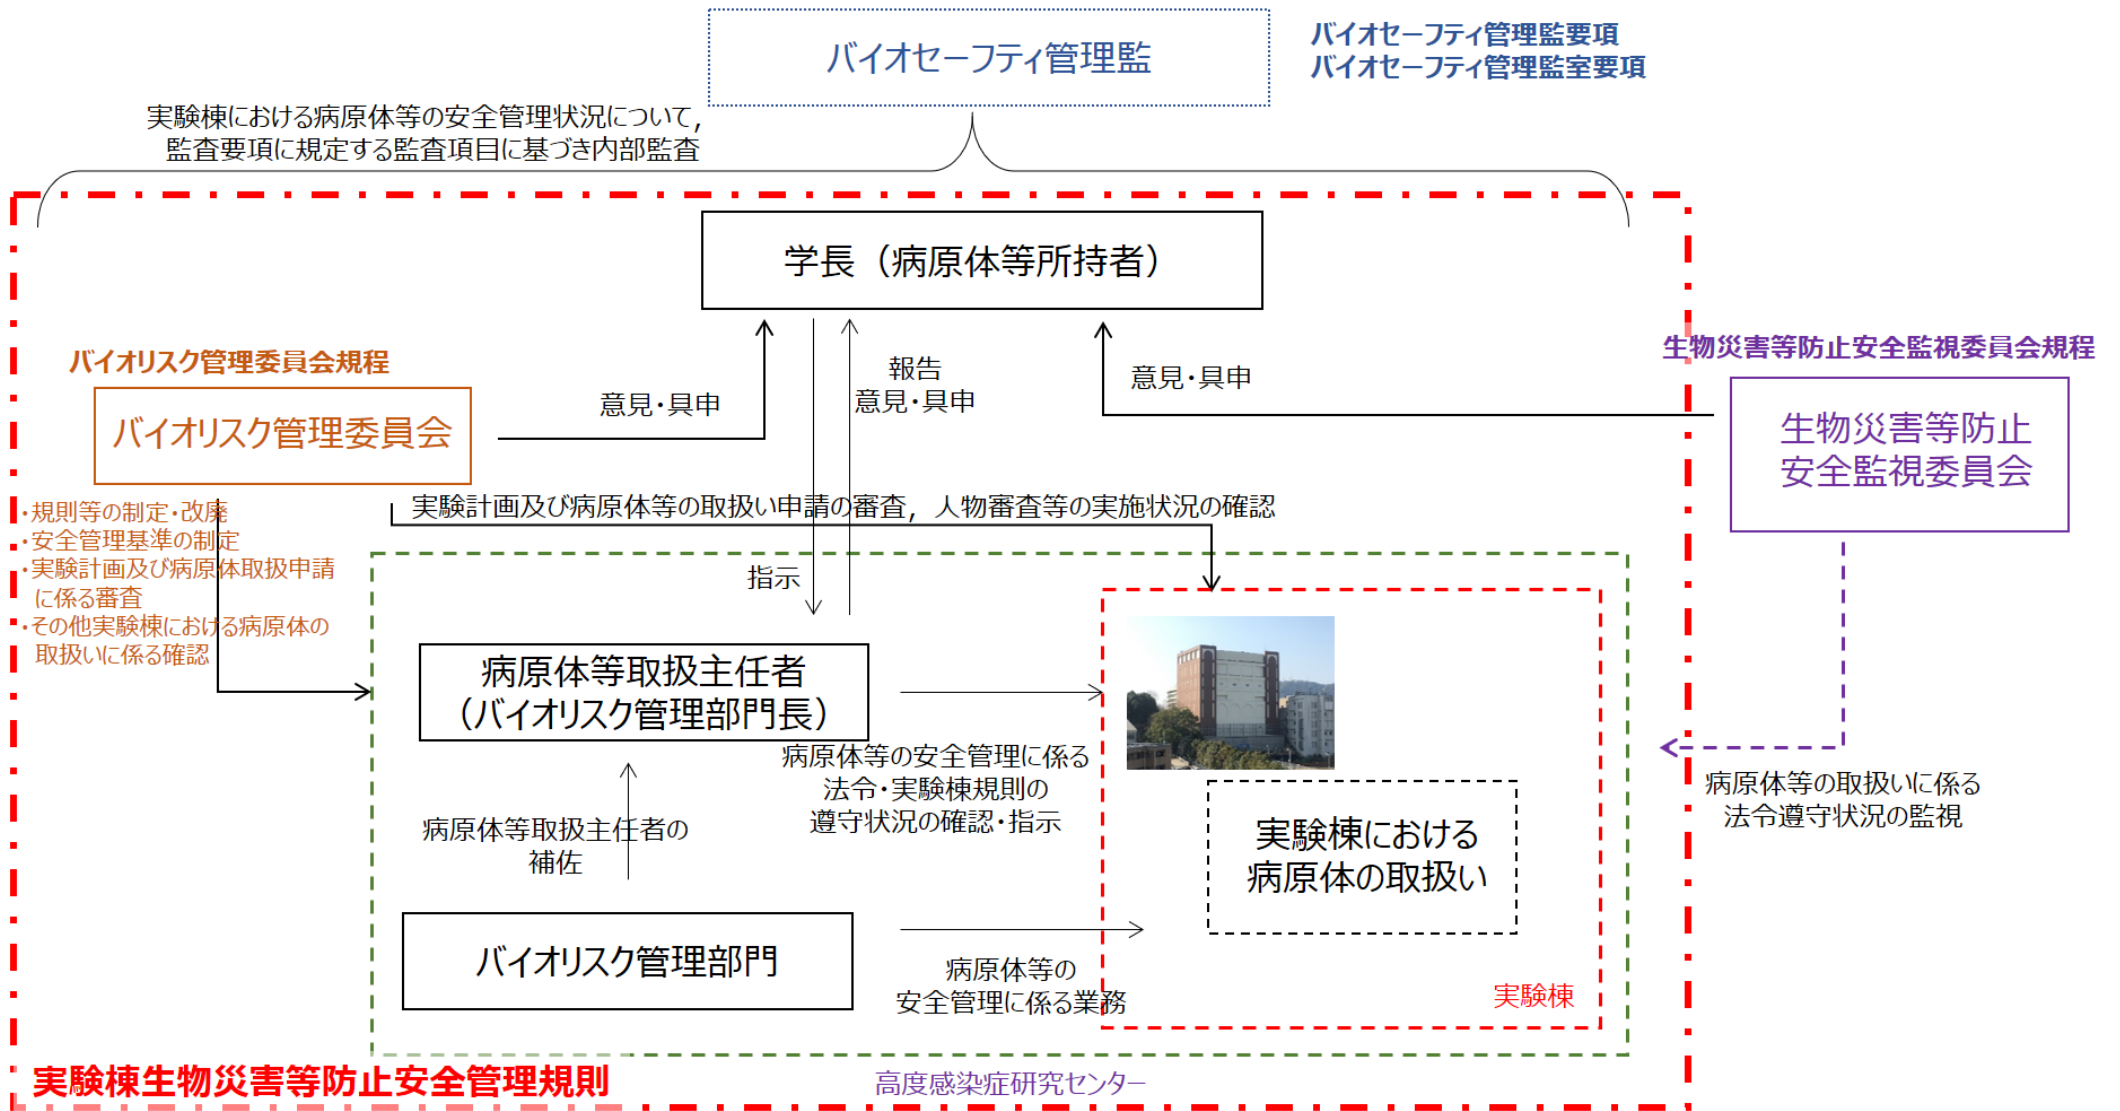 バイオセーフティ管理監
バイオセーフティ管理監要項
バイオセーフティ管理監室要項
実験棟における病原体等の安全管理状況について，
監査要項に規定する監査項目に基づき内部監査
学長（病原体等所持者）
バイオリスク管理委員会規程
バイオリスク管理委員会
意見・具申
報告
意見・具申
意見・具申
生物災害等防止安全監視委員会規程
生物災害等防止
安全監視委員会
・規則等の制定・改廃
・安全管理基準の制定
・実験計画及び病原体取扱申請
に係る審査
・その他実験棟における病原体の
取扱いに係る確認
実験計画及び病原体等の取扱い申請の審査，人物審査等の実施状況の確認
指示
病原体等取扱主任者
（バイオリスク管理部門長）
病原体等の安全管理に係る
法令・実験棟規則の
遵守状況の確認・指示
病原体等取扱主任者の
補佐
実験棟における
病原体の取扱い
病原体等の取扱いに係る
法令遵守状況の監視
バイオリスク管理部門
病原体等の
安全管理に係る業務
実験棟
実験棟生物災害等防止安全管理規則
高度感染症研究センター